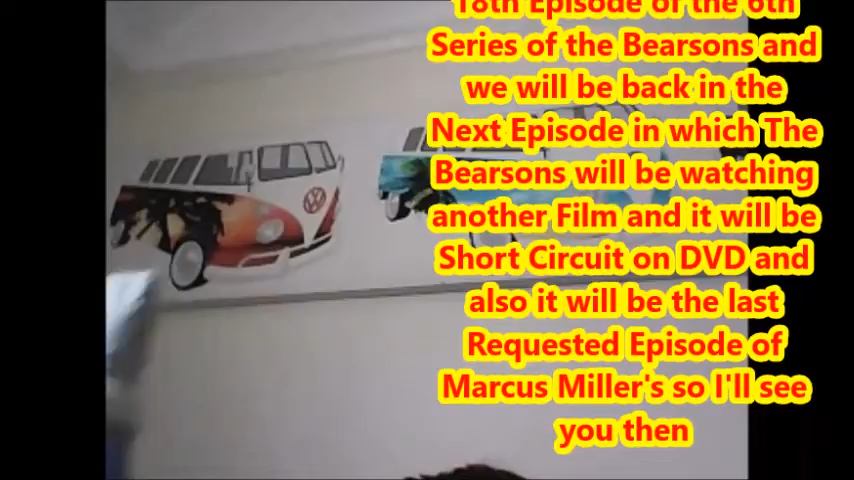 18th Episode of the 6th
Series of the Bearsons and
we will be back in the
Next Episode in which The
Bearsons will be watching
another Film and it will be
Short Circuit on DVD and
also it will be the last
Requested Episode of
Marcus Miller's so I'll see
you then